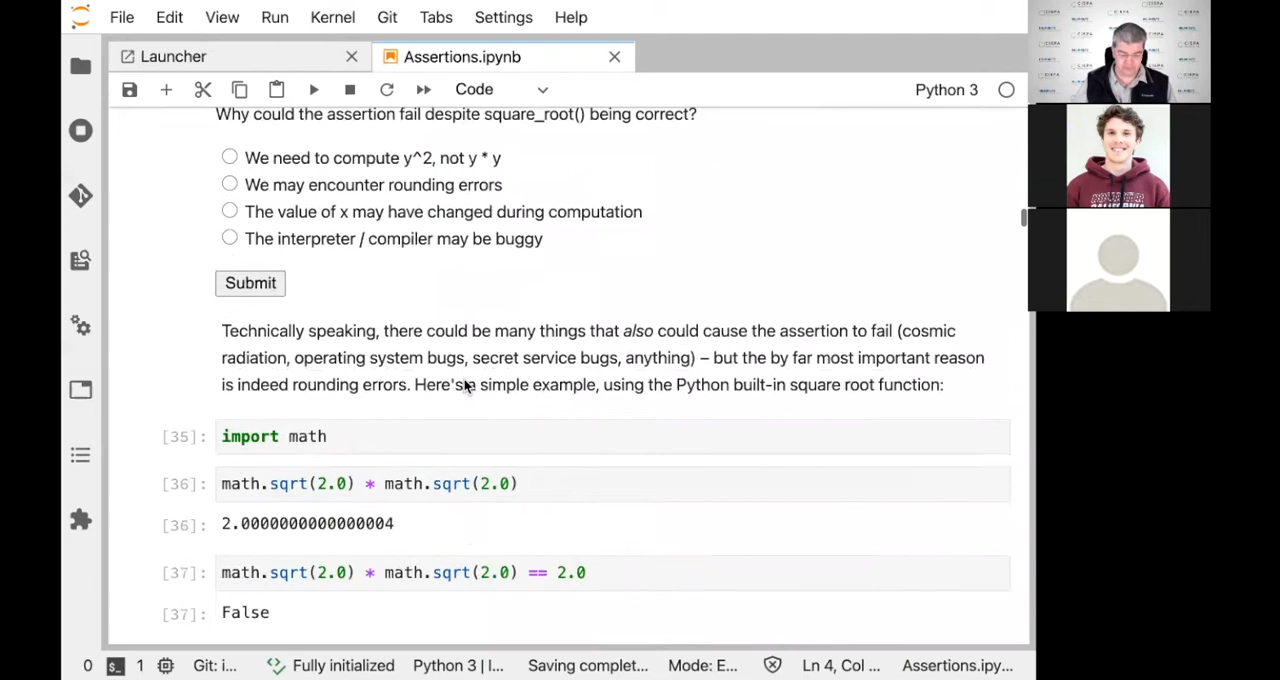 File Edit View Run Kernel Git Tabs Settings Help
Launcher
Assertions.ipynb
Code
Python 3
Why could the assertion fail despite square_root() being correct?
We need to compute y^2, not y * y
We may encounter rounding errors
The value of x may have changed during computation
The interpreter / compiler may be buggy
Submit
Technically speaking, there could be many things that also could cause the assertion to fail (cosmic
radiation, operating system bugs, secret service bugs, anything) – but the by far most important reason
is indeed rounding errors. Here's a simple example, using the Python built-in square root function:
[35]: import math
[36]: math.sqrt(2.0) * math.sqrt(2.0)
[36]: 2.0000000000000004
[37]: math.sqrt(2.0) * math.sqrt(2.0) == 2.0
[37]: False
0 $_ 1 Git: i... Fully initialized Python 3 | I... Saving complet... Mode: E... Ln 4, Col ... Assertions.ipy...
CISPA